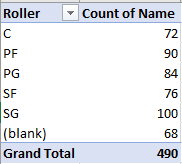 Roller Count of Name
C 72
PF 90
PG 84
SF 76
SG 100
(blank) 68
Grand Total 490